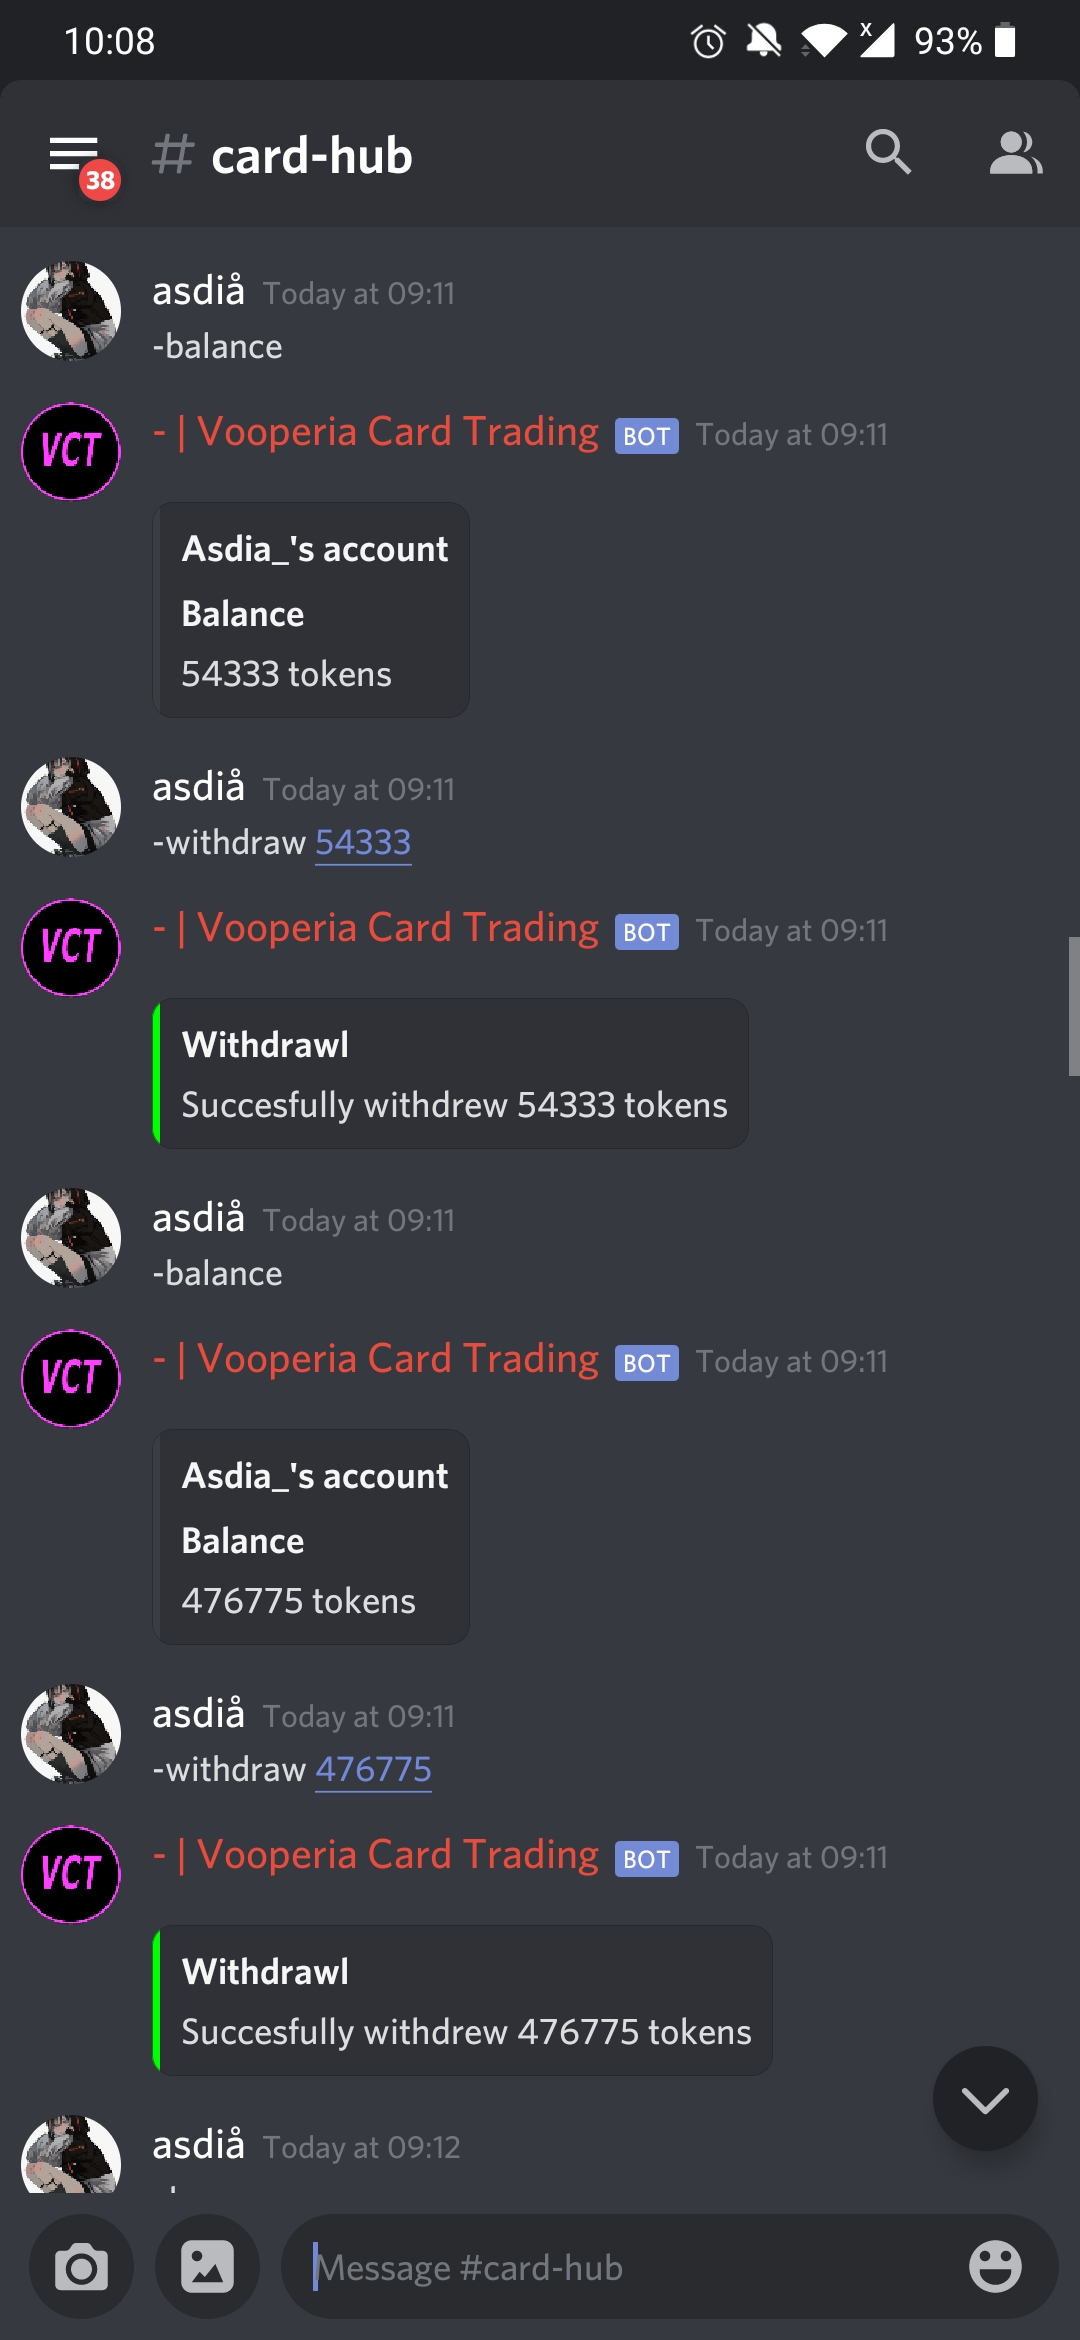 10:08
x
93%
38
# card-hub
asdiå Today at 09:11
-balance
VCT
- | Vooperia Card Trading BOT Today at 09:11
Asdia_'s account
Balance
54333 tokens
asdiå Today at 09:11
-withdraw 54333
VCT
- | Vooperia Card Trading BOT Today at 09:11
Withdrawl
Succesfully withdrew 54333 tokens
asdiå Today at 09:11
-balance
VCT
- | Vooperia Card Trading BOT Today at 09:11
Asdia_'s account
Balance
476775 tokens
asdiå Today at 09:11
-withdraw 476775
VCT
- | Vooperia Card Trading BOT Today at 09:11
Withdrawl
Succesfully withdrew 476775 tokens
asdiå Today at 09:12
Message #card-hub